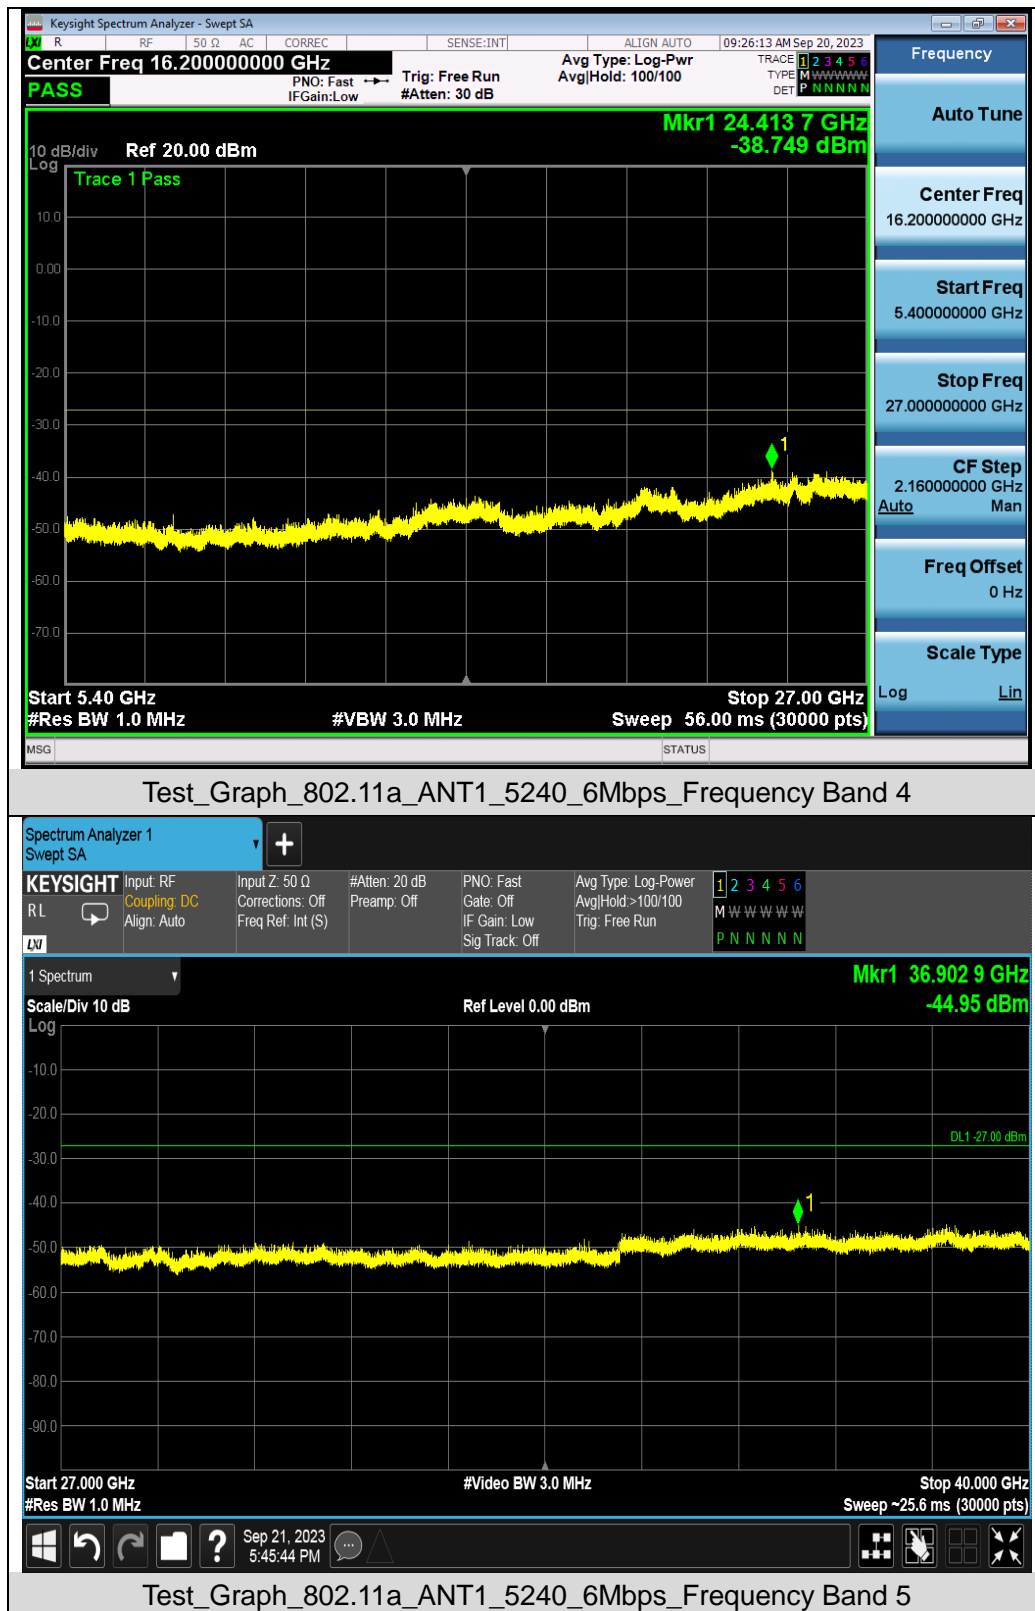 Keysight Spectrum Analyzer - Swept SA
LXI R RF 50 Ω AC CORREC SENSE:INT ALIGN AUTO 09:26:13 AM Sep 20, 2023
Center Freq 16.200000000 GHz
PASS
PNO: Fast
IFGain:Low
Trig: Free Run
#Atten: 30 dB
Avg Type: Log-Pwr
Avg|Hold: 100/100
TRACE 1 2 3 4 5 6
TYPE M W W W W W
DET P N N N N N
Mkr1 24.413 7 GHz
-38.749 dBm
10 dB/div Ref 20.00 dBm
Log
Trace 1 Pass
10.0
0.00
-10.0
-20.0
-30.0
-40.0
-50.0
-60.0
-70.0
1
Start 5.40 GHz Stop 27.00 GHz
#Res BW 1.0 MHz #VBW 3.0 MHz Sweep 56.00 ms (30000 pts)
MSG STATUS
Frequency
Auto Tune
Center Freq
16.200000000 GHz
Start Freq
5.400000000 GHz
Stop Freq
27.000000000 GHz
CF Step
2.160000000 GHz
Auto Man
Freq Offset
0 Hz
Scale Type
Log Lin
Test_Graph_802.11a_ANT1_5240_6Mbps_Frequency Band 4
Spectrum Analyzer 1
Swept SA
+
KEYSIGHT
R L
LXI
Input: RF
Coupling: DC
Align: Auto
Input Z: 50 Ω
Corrections: Off
Freq Ref: Int (S)
#Atten: 20 dB
Preamp: Off
PNO: Fast
Gate: Off
IF Gain: Low
Sig Track: Off
Avg Type: Log-Power
Avg|Hold:>100/100
Trig: Free Run
1 2 3 4 5 6
M W W W W W
P N N N N N
1 Spectrum
Mkr1 36.902 9 GHz
Scale/Div 10 dB Ref Level 0.00 dBm -44.95 dBm
Log
-10.0
-20.0
DL1 -27.00 dBm
-30.0
-40.0
1
-50.0
-60.0
-70.0
-80.0
-90.0
Start 27.000 GHz #Video BW 3.0 MHz Stop 40.000 GHz
#Res BW 1.0 MHz Sweep ~25.6 ms (30000 pts)
? Sep 21, 2023
5:45:44 PM
Test_Graph_802.11a_ANT1_5240_6Mbps_Frequency Band 5